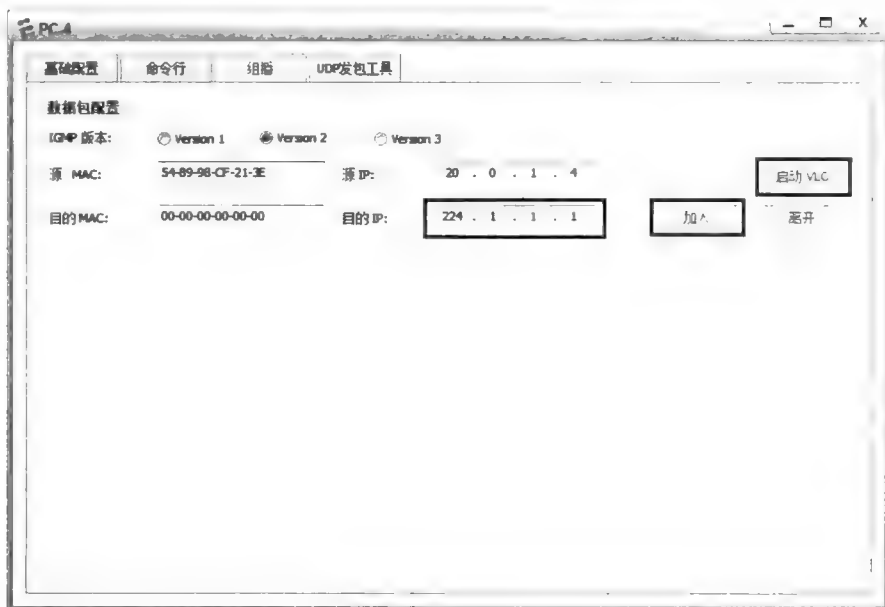 PC-4
基础配置 命令行 组播 UDP发包工具
数据包配置
IGMP 版本: Version 1 Version 2 Version 3
源 MAC: 54-89-98-CF-21-3E 源 IP: 20 . 0 . 1 . 4 启动 VLC
目的 MAC: 00-00-00-00-00-00 目的 IP: 224 . 1 . 1 . 1 加入 离开